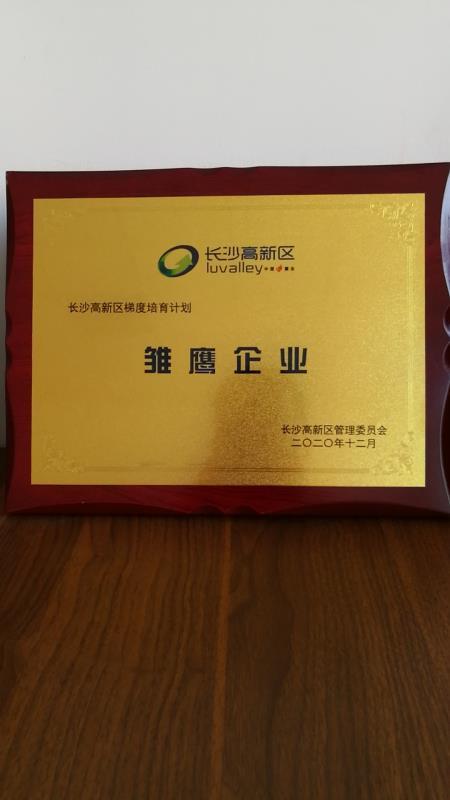 长沙高新区
luvalley
长沙高新区梯度培育计划
雏鹰企业
长沙高新区管理委员会
二〇二〇年十二月